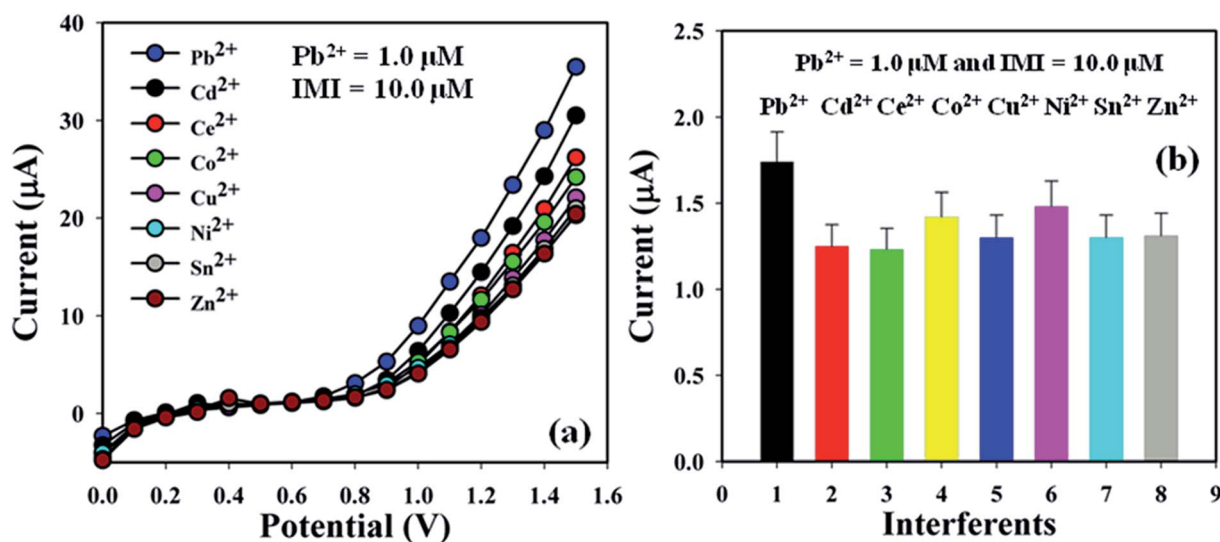 40
30
20
10
0
Current (µA)
Pb²⁺
Cd²⁺
Ce²⁺
Co²⁺
Cu²⁺
Ni²⁺
Sn²⁺
Zn²⁺
Pb²⁺ = 1.0 µM
IMI = 10.0 µM
(a)
0.0 0.2 0.4 0.6 0.8 1.0 1.2 1.4 1.6
Potential (V)
2.5
2.0
1.5
1.0
0.5
0.0
Current (µA)
Pb²⁺ = 1.0 µM and IMI = 10.0 µM
Pb²⁺ Cd²⁺ Ce²⁺ Co²⁺ Cu²⁺ Ni²⁺ Sn²⁺ Zn²⁺
(b)
0 1 2 3 4 5 6 7 8 9
Interferents